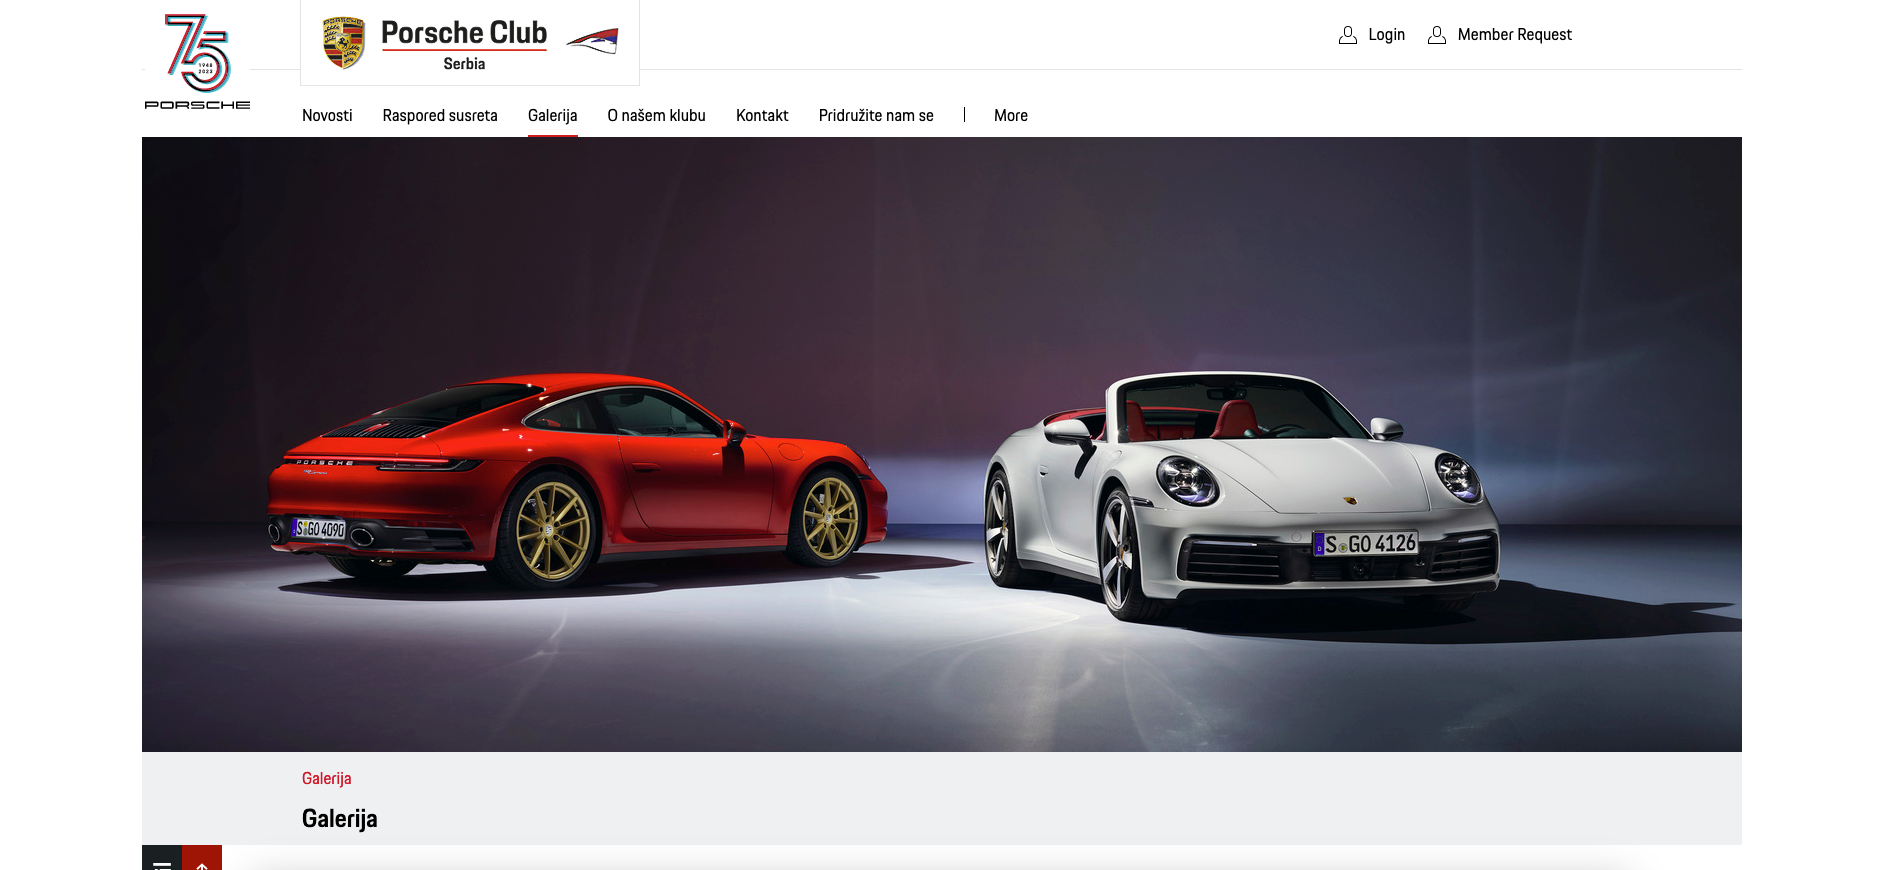 75
1948
2023
PORSCHE
Porsche Club
Serbia
Login
Member Request
Novosti
Raspored susreta
Galerija
O našem klubu
Kontakt
Pridružite nam se
|
More
PORSCHE
S GO 4090
S GO 4126
Galerija
Galerija